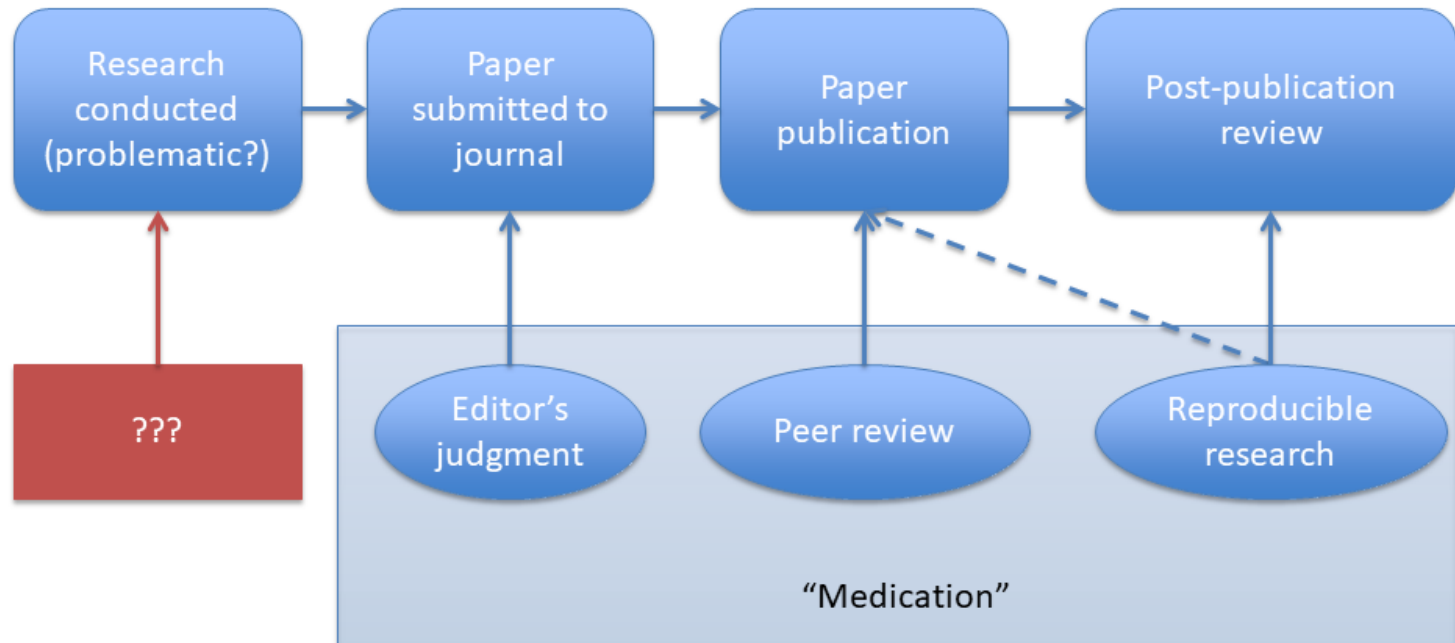 Research
conducted
(problematic?)
Paper
submitted to
journal
Paper
publication
Post-publication
review
???
Editor’s
judgment
Peer review
Reproducible
research
“Medication”